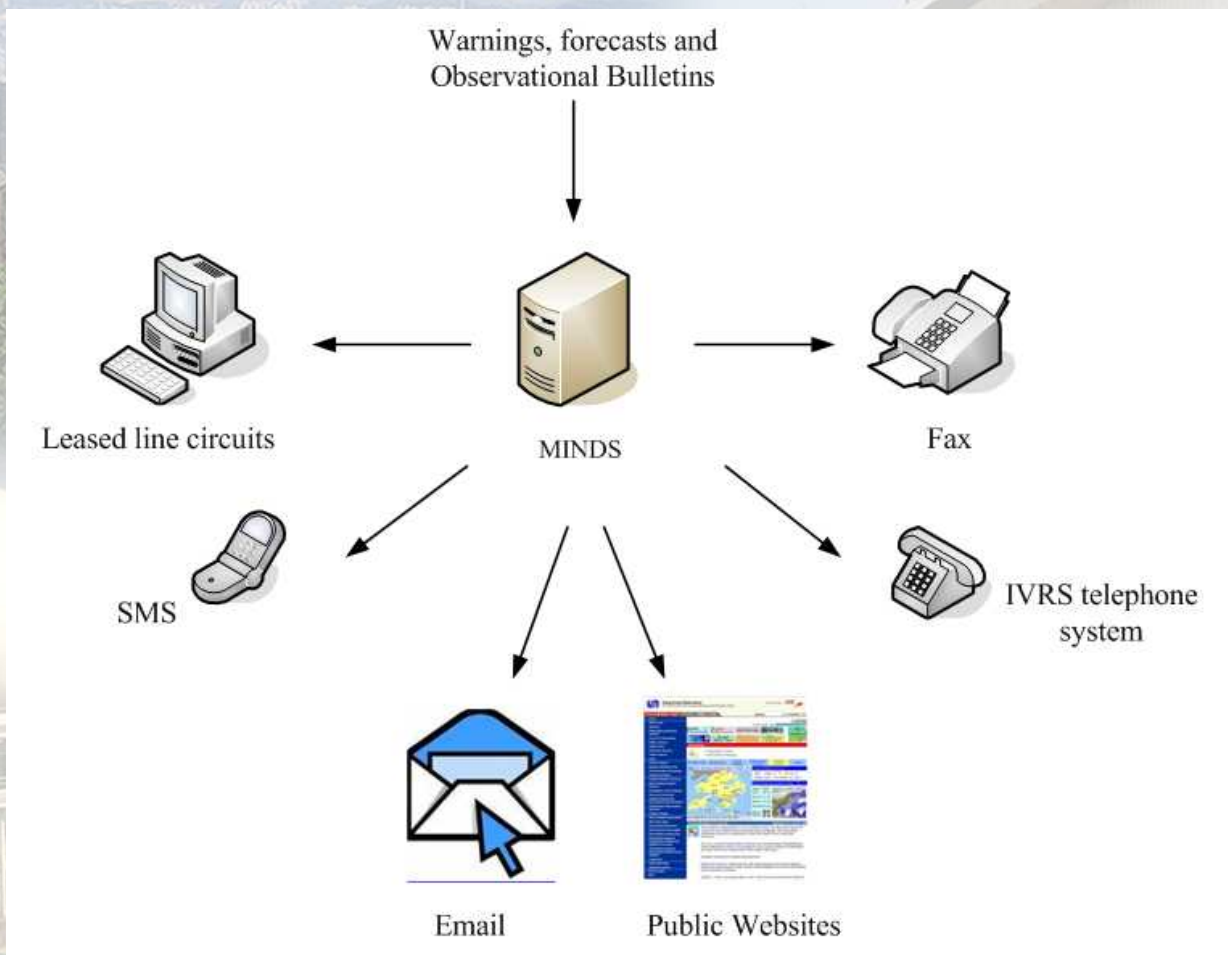 Warnings, forecasts and
Observational Bulletins
Leased line circuits
MINDS
Fax
SMS
IVRS telephone
system
Email
Public Websites